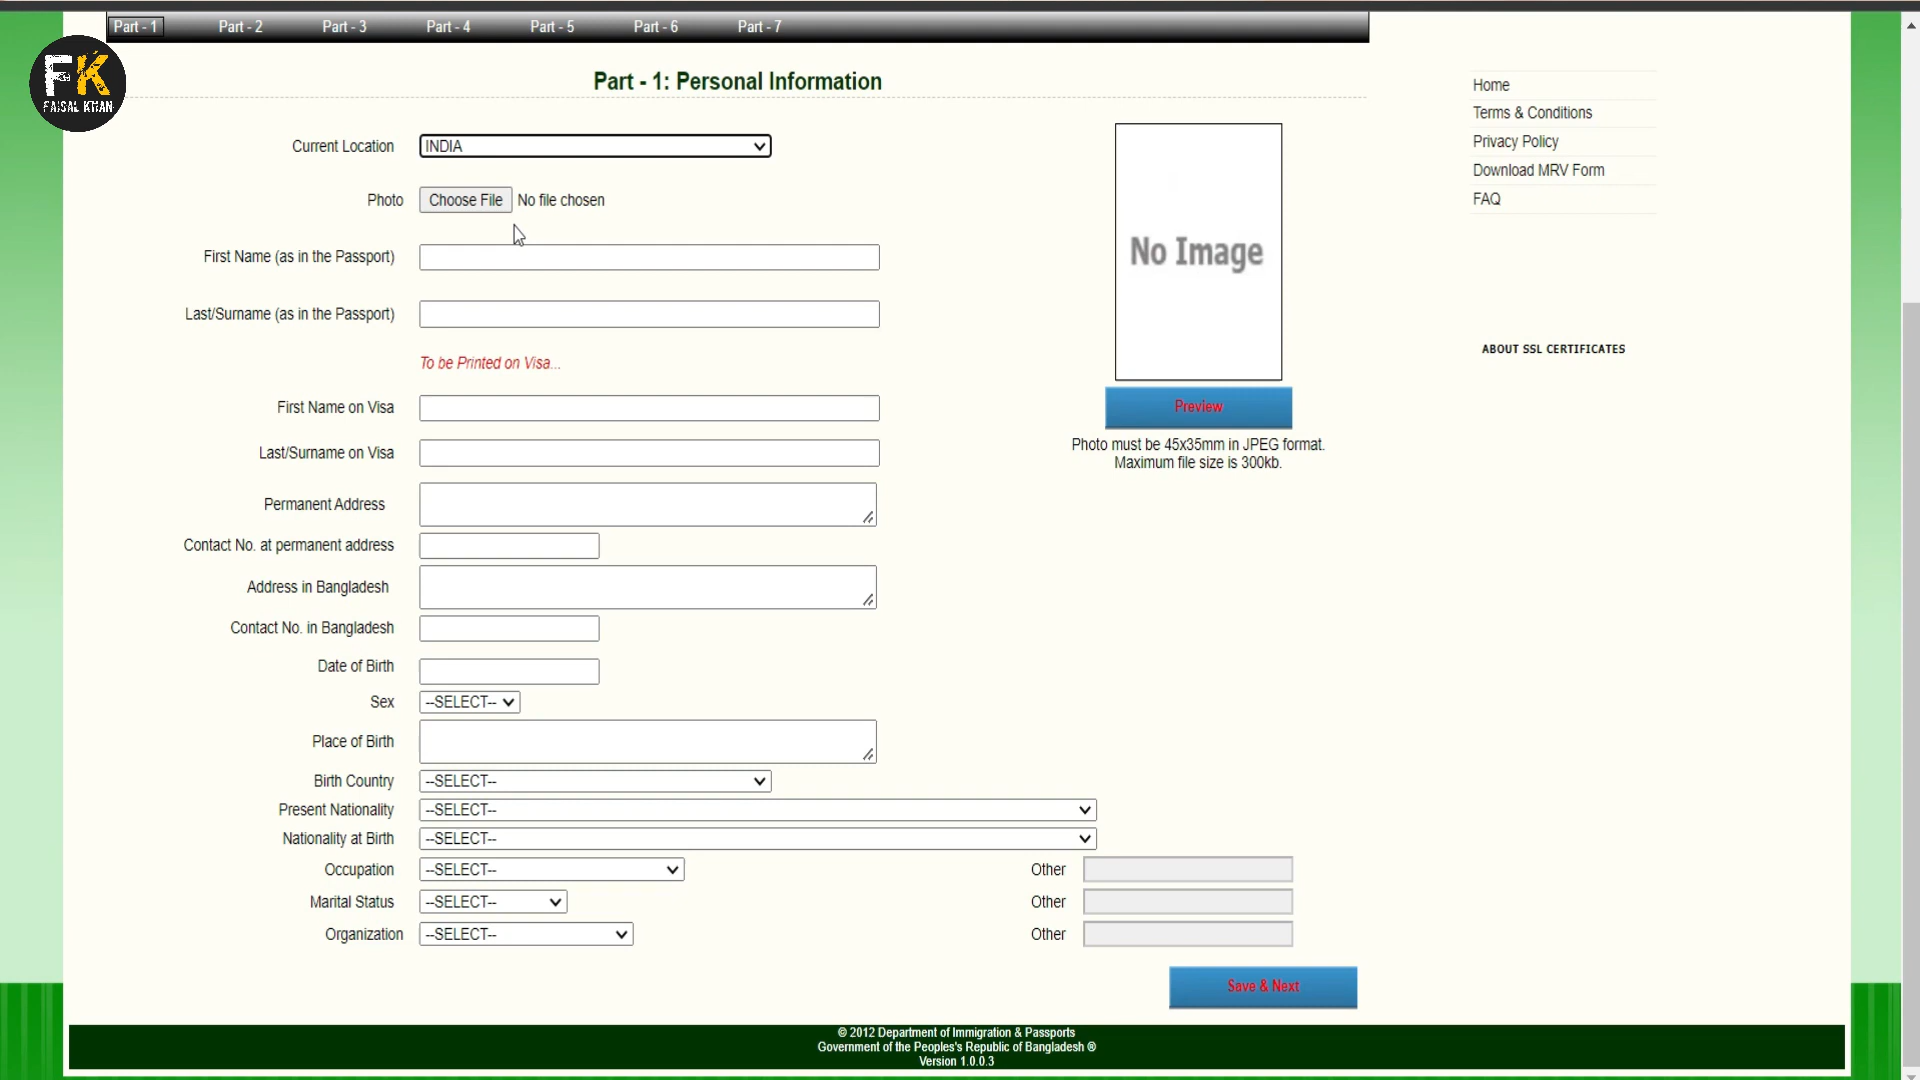 Part - 1 Part - 2 Part - 3 Part - 4 Part - 5 Part - 6 Part - 7
FK
FAISAL KHAN
Part - 1: Personal Information
Home
Terms & Conditions
Privacy Policy
Download MRV Form
FAQ
ABOUT SSL CERTIFICATES
Current Location INDIA
Photo Choose File No file chosen
First Name (as in the Passport)
Last/Surname (as in the Passport)
To be Printed on Visa...
First Name on Visa
Last/Surname on Visa
No Image
Preview
Photo must be 45x35mm in JPEG format.
Maximum file size is 300kb.
Permanent Address
Contact No. at permanent address
Address in Bangladesh
Contact No. in Bangladesh
Date of Birth
Sex --SELECT--
Place of Birth
Birth Country --SELECT--
Present Nationality --SELECT--
Nationality at Birth --SELECT--
Occupation --SELECT-- Other
Marital Status --SELECT-- Other
Organization --SELECT-- Other
Save & Next
© 2012 Department of Immigration & Passports
Government of the Peoples's Republic of Bangladesh ®
Version 1.0.0.3